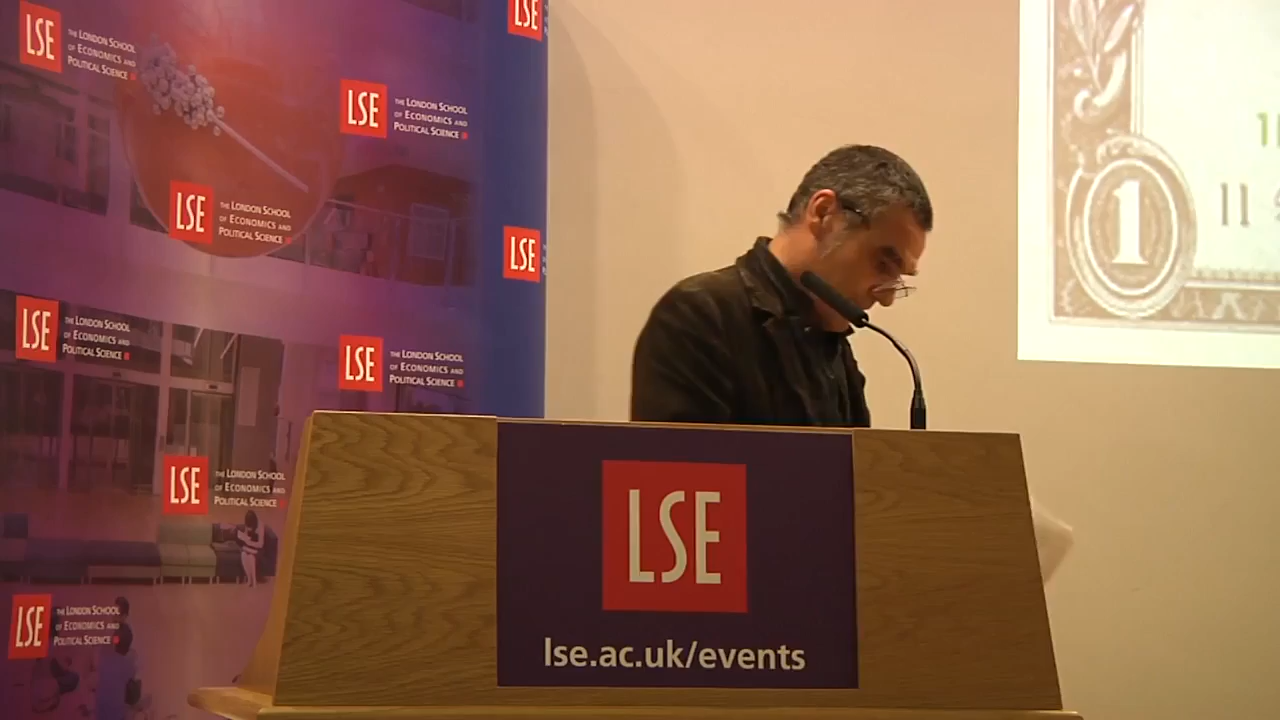 LSE
THE LONDON SCHOOL
OF ECONOMICS AND
POLITICAL SCIENCE
LSE
LSE
THE LONDON SCHOOL
OF ECONOMICS AND
POLITICAL SCIENCE
LSE
THE LONDON SCHOOL
OF ECONOMICS AND
POLITICAL SCIENCE
LSE
LSE
THE LONDON SCHOOL
OF ECONOMICS AND
POLITICAL SCIENCE
LSE
THE LONDON SCHOOL
OF ECONOMICS AND
POLITICAL SCIENCE
LSE
THE LONDON SCHOOL
OF ECONOMICS AND
POLITICAL SCIENCE
LSE
THE LONDON SCHOOL
OF ECONOMICS AND
POLITICAL SCIENCE
LSE
lse.ac.uk/events
1